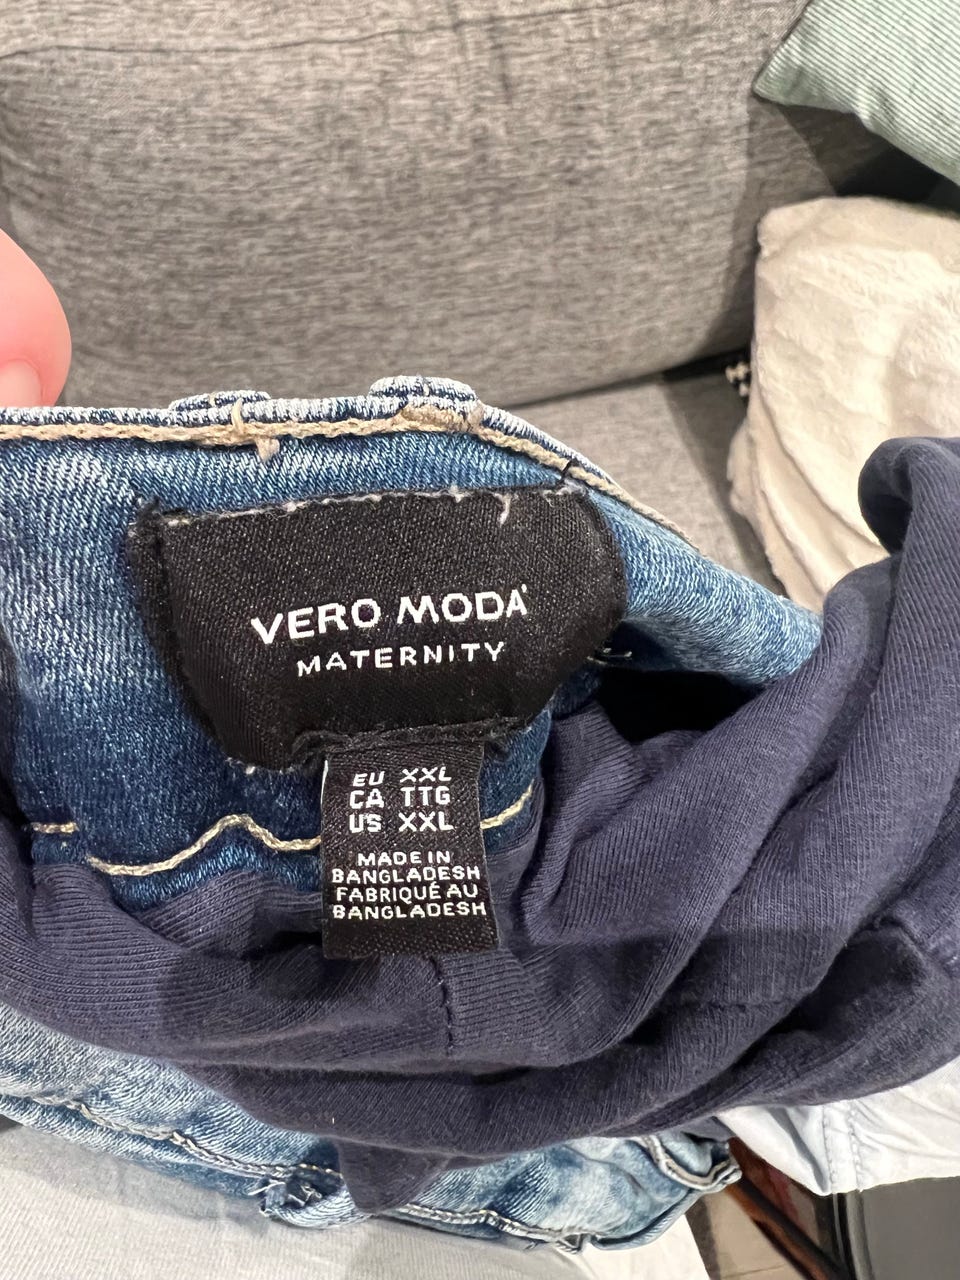 VERO MODA
MATERNITY
EU XXL
CA TTG
US XXL
MADE IN
BANGLADESH
FABRIQUÉ AU
BANGLADESH